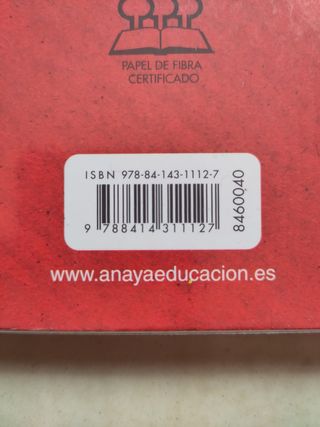 PAPEL DE FIBRA
CERTIFICADO
ISBN 978-84-143-1112-7
9 788414 311127
8460040
www.anayaeducacion.es